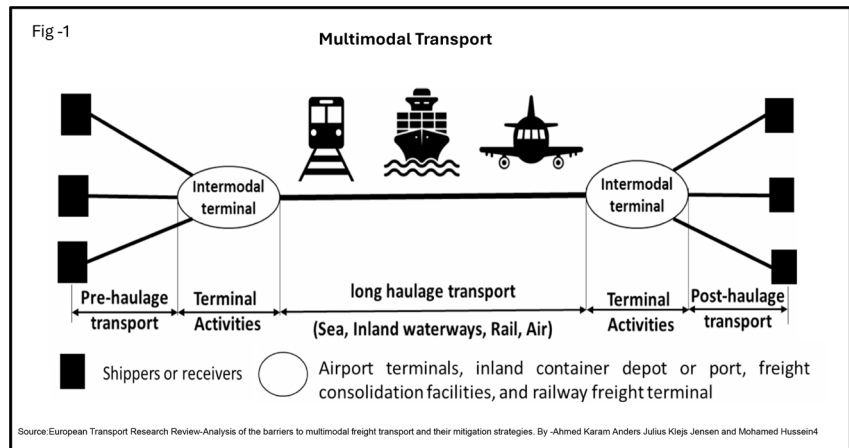 Fig -1
Multimodal Transport
Intermodal
terminal
Intermodal
terminal
Pre-haulage
transport
Terminal
Activities
long haulage transport
(Sea, Inland waterways, Rail, Air)
Terminal
Activities
Post-haulage
transport
Shippers or receivers
Airport terminals, inland container depot or port, freight
consolidation facilities, and railway freight terminal
Source:European Transport Research Review-Analysis of the barriers to multimodal freight transport and their mitigation strategies. By -Ahmed Karam Anders Julius Klejs Jensen and Mohamed Hussein4